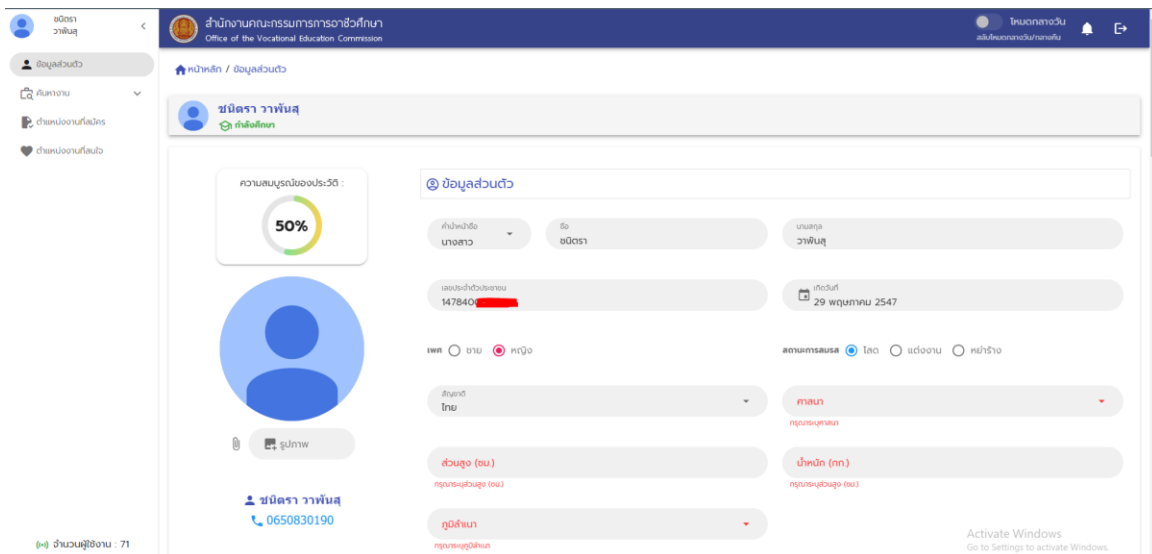 ชนิตรา
วาพันสุ
ข้อมูลส่วนตัว
ค้นหางาน
ตำแหน่งงานที่สมัคร
ตำแหน่งงานที่สนใจ
จำนวนผู้ใช้งาน : 71
สำนักงานคณะกรรมการการอาชีวศึกษา
Office of the Vocational Education Commission
โหมดกลางวัน
สลับโหมดกลางวัน/กลางคืน
หน้าหลัก / ข้อมูลส่วนตัว
ชนิตรา วาพันสุ
กำลังศึกษา
ความสมบูรณ์ของประวัติ :
50%
รูปภาพ
ชนิตรา วาพันสุ
0650830190
ข้อมูลส่วนตัว
คำนำหน้าชื่อ
นางสาว
ชื่อ
ชนิตรา
นามสกุล
วาพันสุ
เลขประจำตัวประชาชน
1478400
เกิดวันที่
29 พฤษภาคม 2547
เพศ ชาย หญิง
สถานะการสมรส โสด แต่งงาน หย่าร้าง
สัญชาติ
ไทย
ศาสนา
กรุณาระบุศาสนา
ส่วนสูง (ซม.)
กรุณาระบุส่วนสูง (ซม.)
น้ำหนัก (กก.)
กรุณาระบุส่วนสูง (ซม.)
ภูมิลำเนา
กรุณาระบุภูมิลำเนา
Activate Windows
Go to Settings to activate Windows.